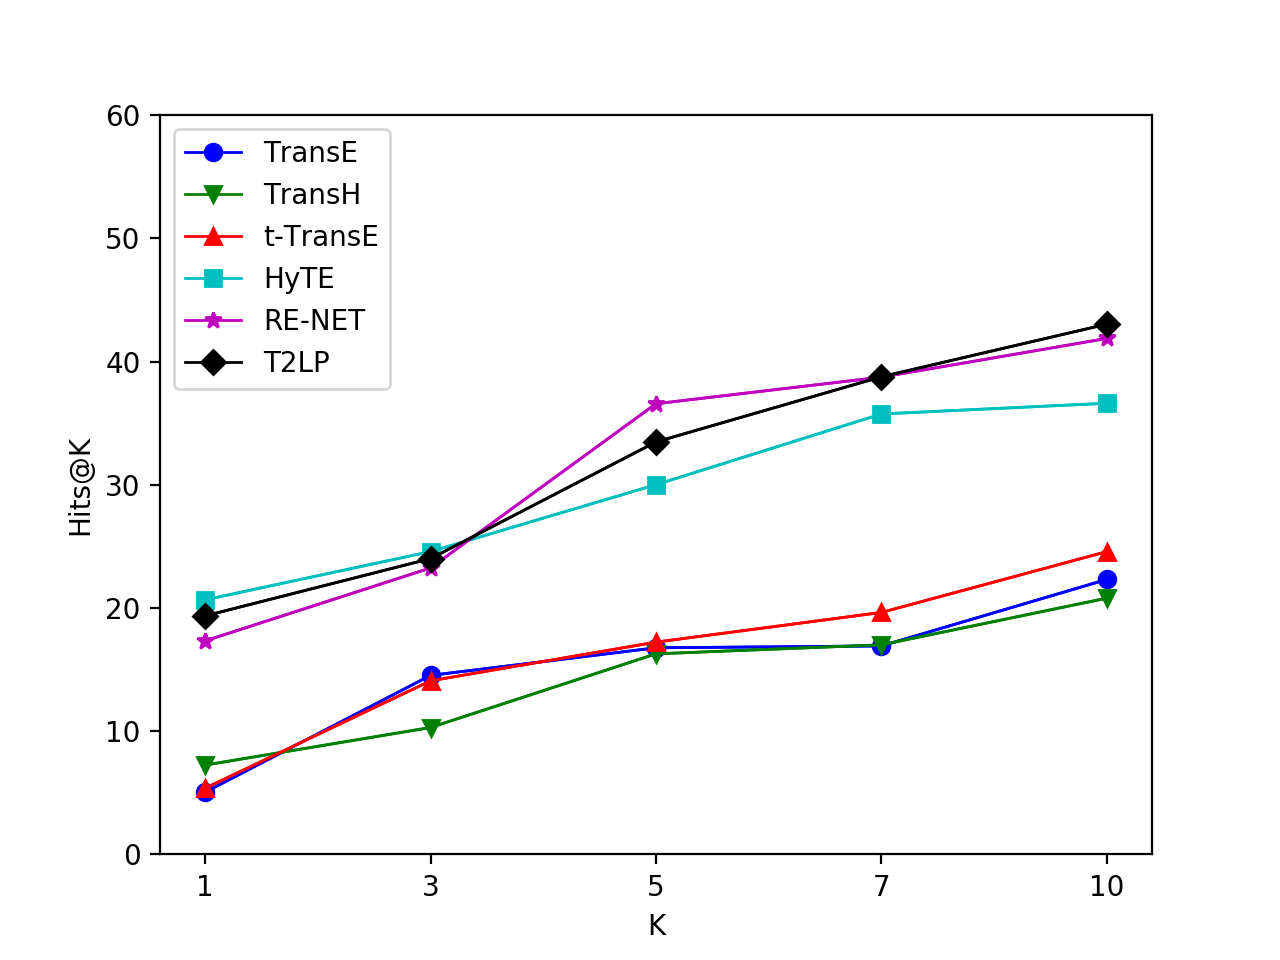 60
50
40
30
20
10
0
Hits@K
TransE
TransH
t-TransE
HyTE
RE-NET
T2LP
1 3 5 7 10
K